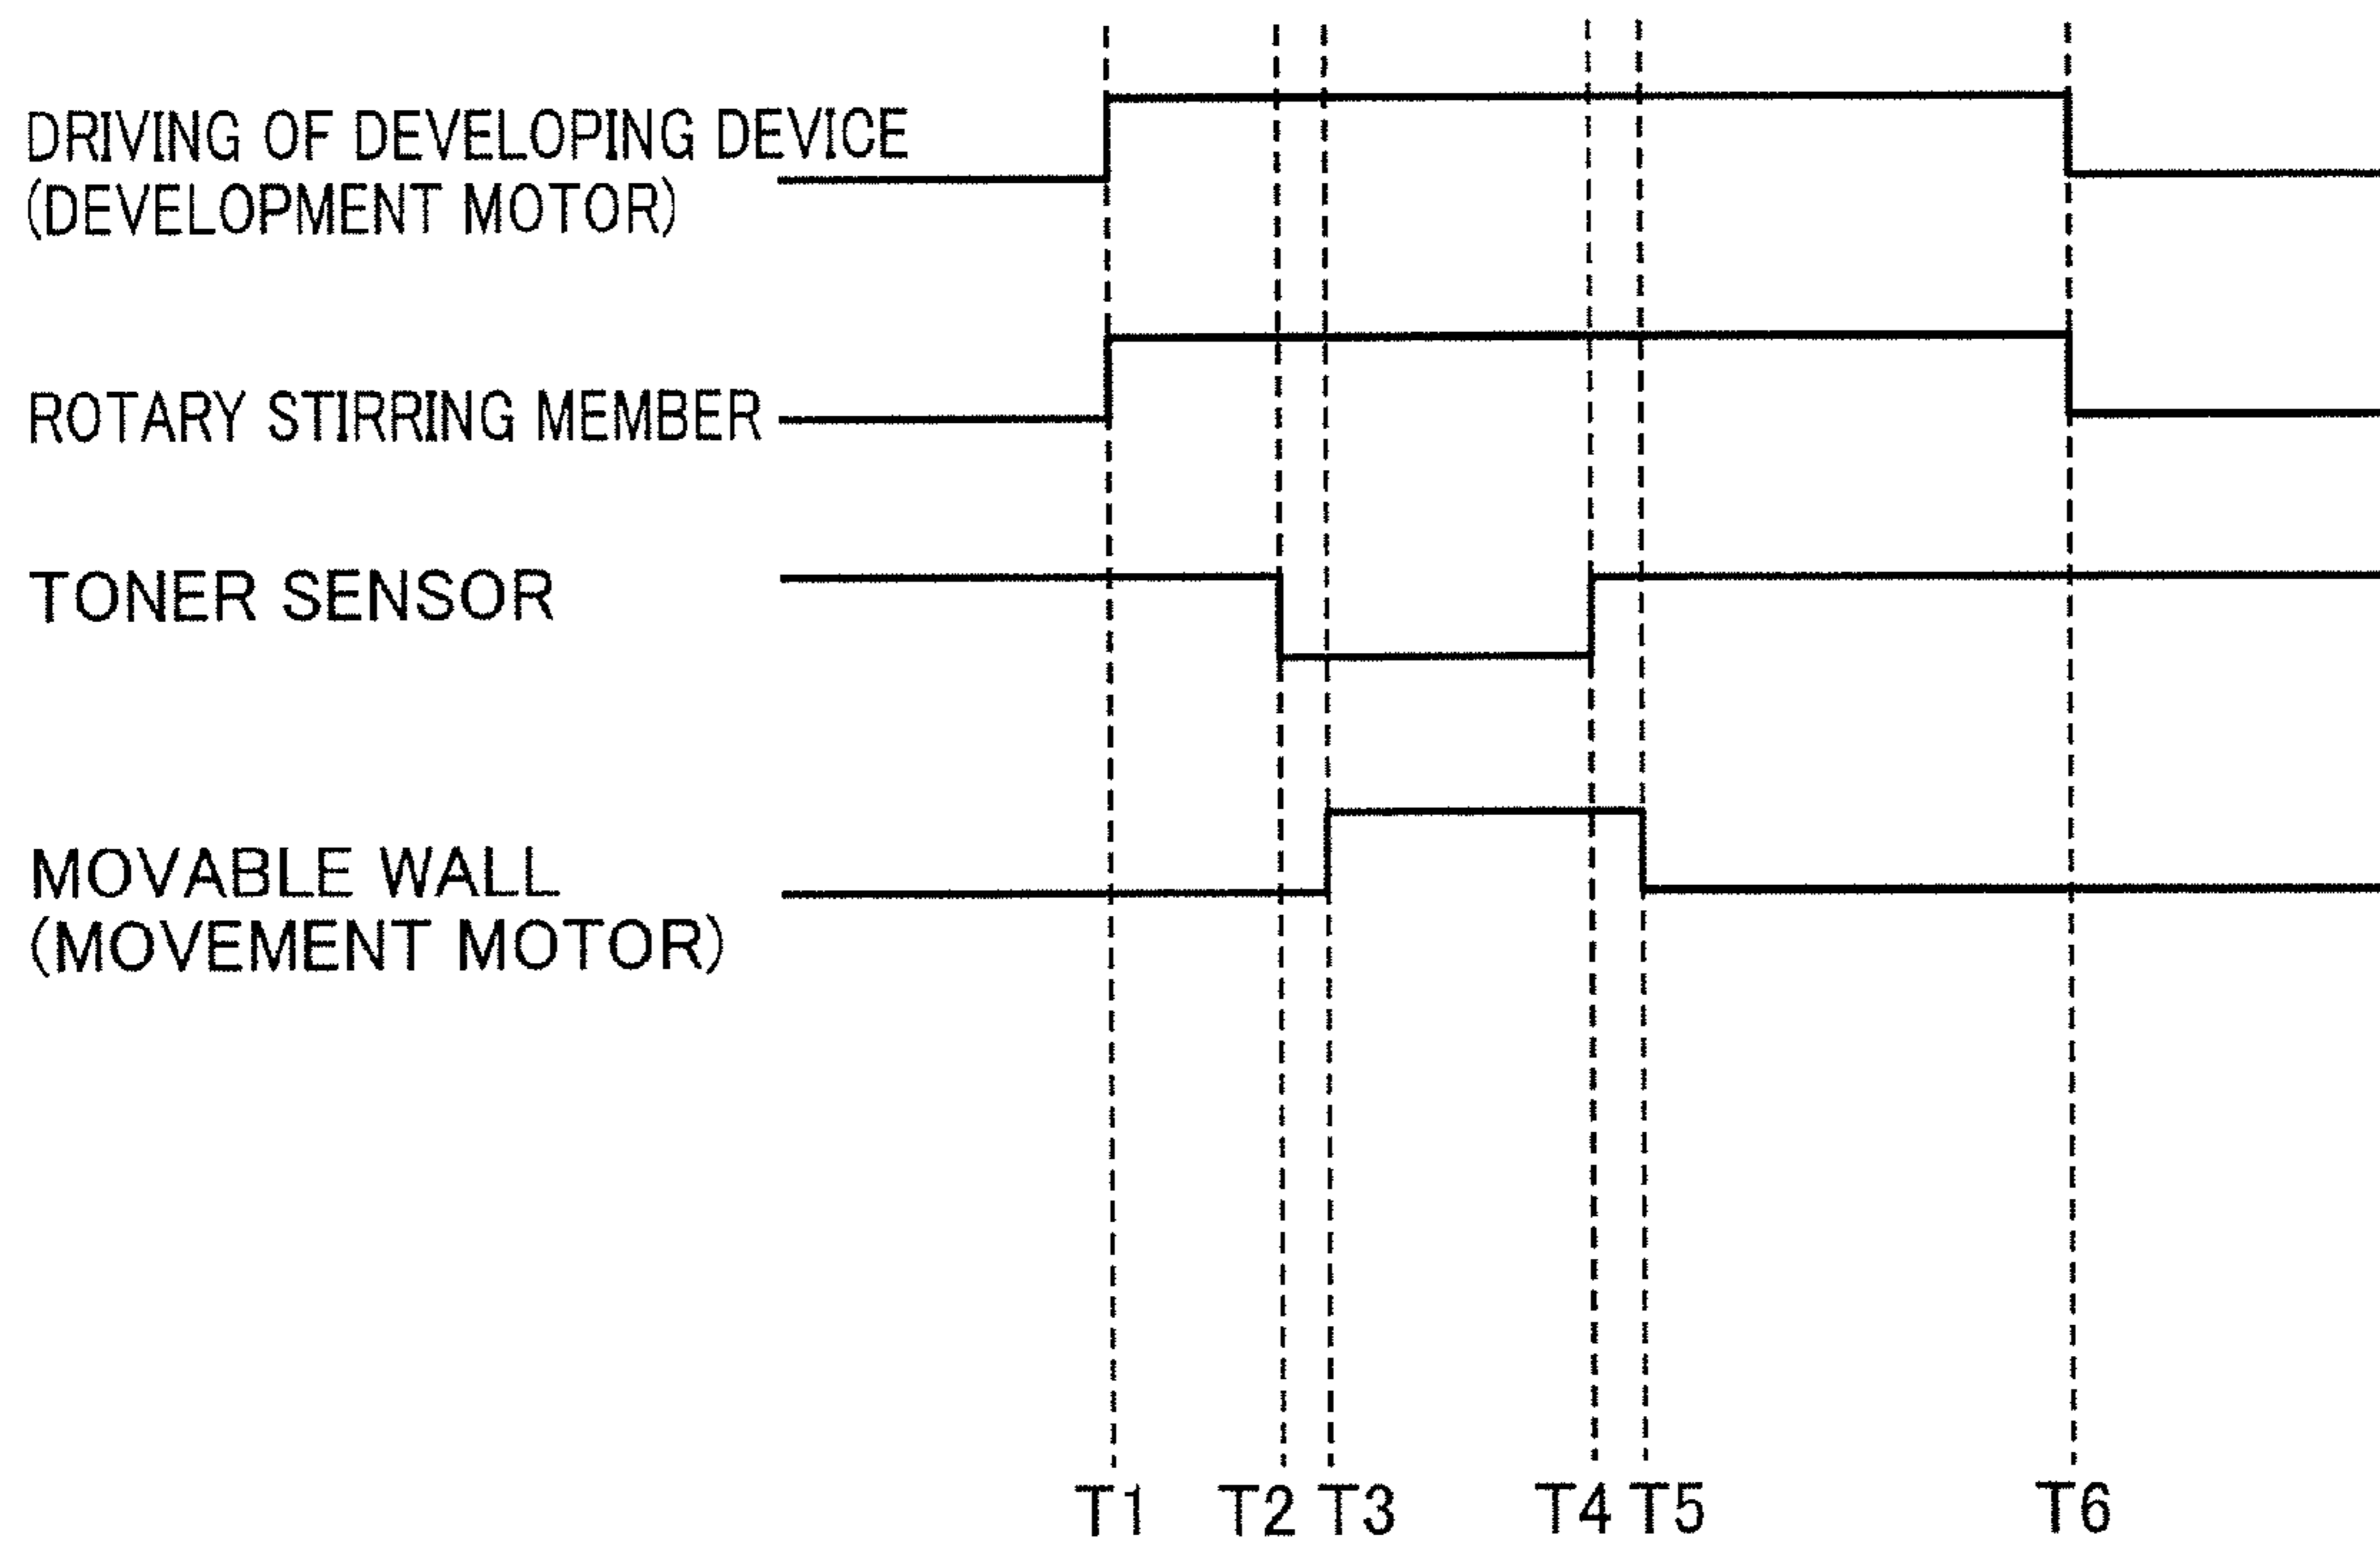 DRIVING OF DEVELOPING DEVICE
(DEVELOPMENT MOTOR)
ROTARY STIRRING MEMBER
TONER SENSOR
MOVABLE WALL
(MOVEMENT MOTOR)
T1 T2 T3 T4 T5 T6